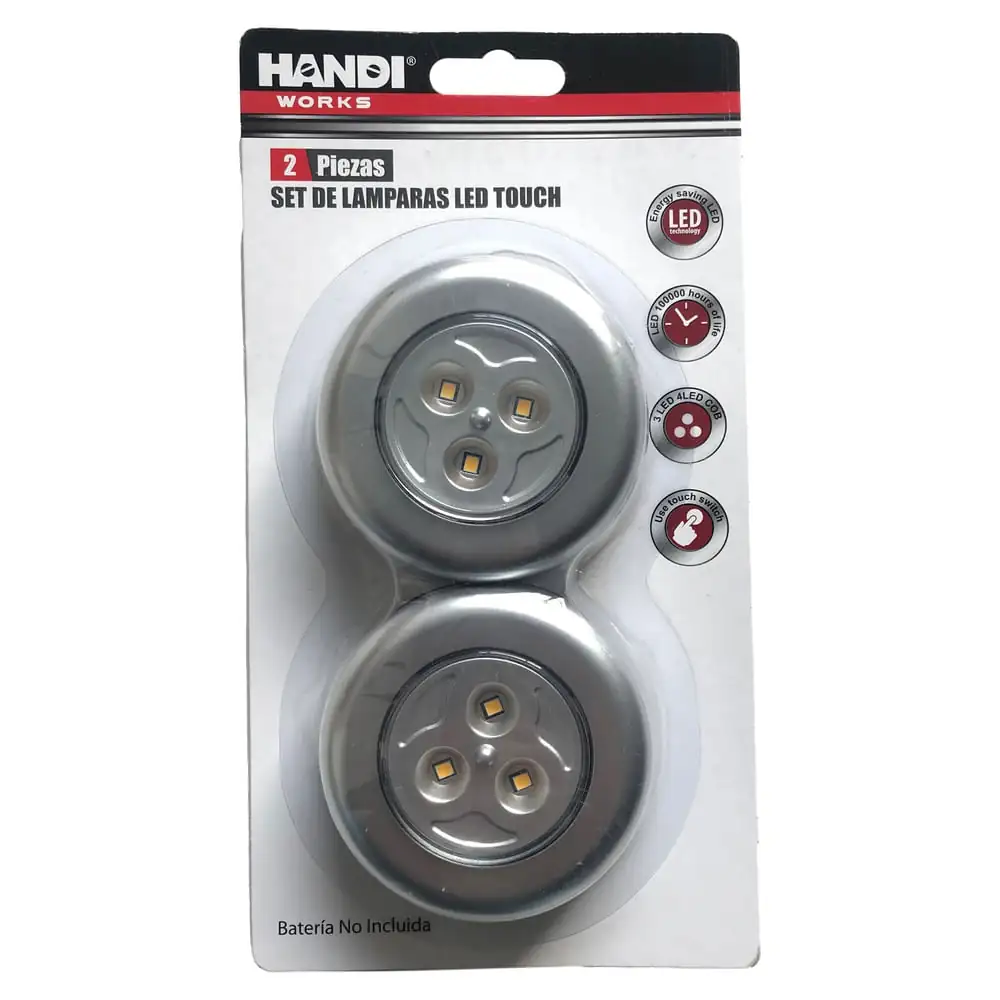 HANDI®
WORKS
2 Piezas
SET DE LAMPARAS LED TOUCH
Energy saving LED
LED
technology
LED 100000 hours of life
3 LED 4LED COB
Use touch switch
Batería No Incluida